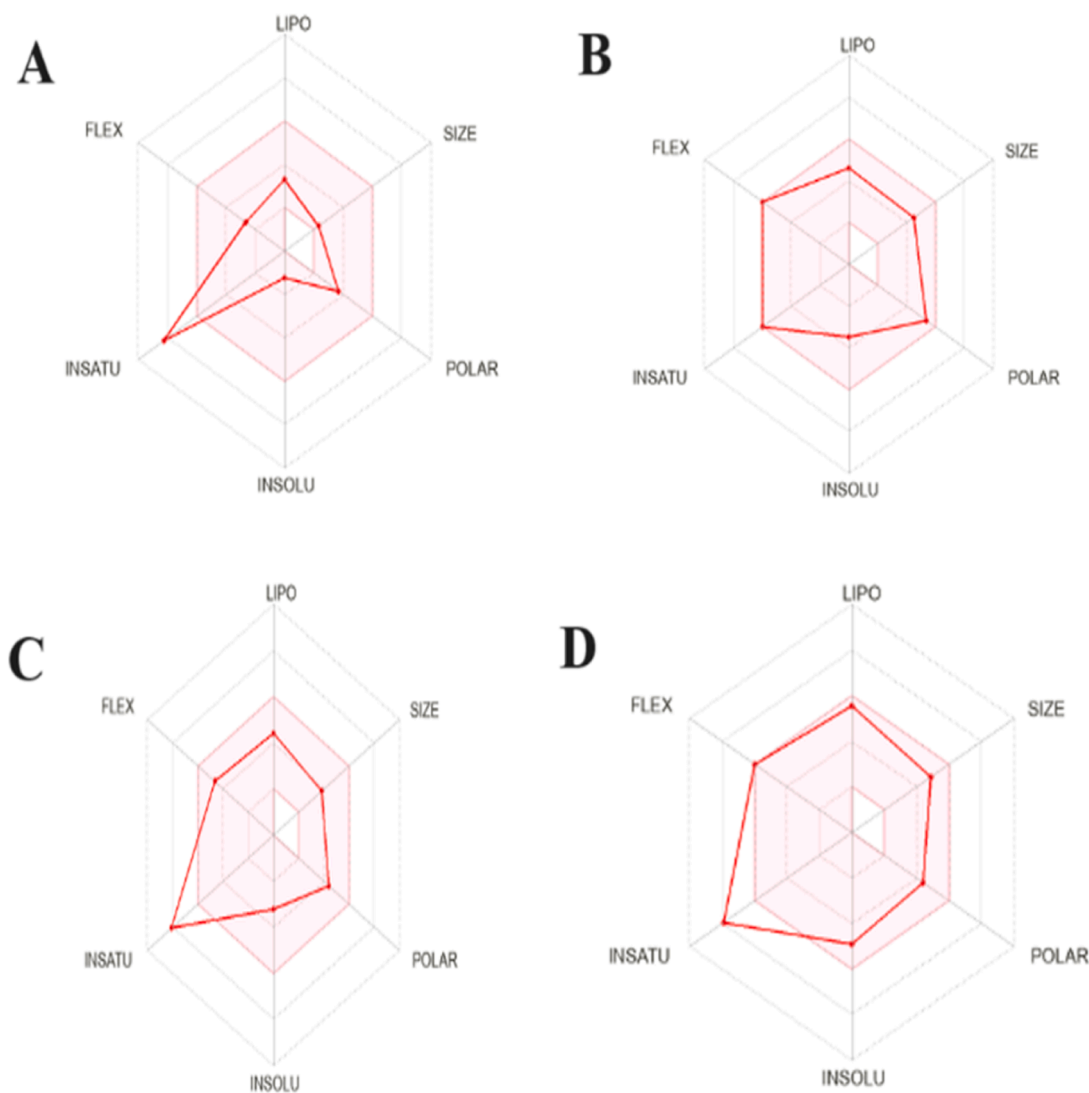 A
LIPO
FLEX
SIZE
INSATU
POLAR
INSOLU
B
LIPO
FLEX
SIZE
INSATU
POLAR
INSOLU
C
LIPO
FLEX
SIZE
INSATU
POLAR
INSOLU
D
LIPO
FLEX
SIZE
INSATU
POLAR
INSOLU